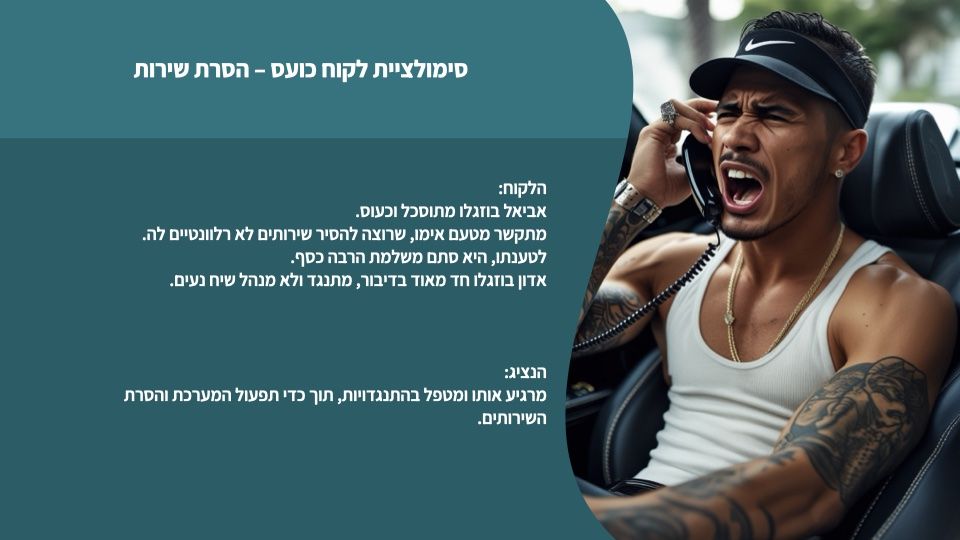 סימולציית לקוח כועס – הסרת שירות
הלקוח:
אביאל בוזגלו מתוסכל וכעוס.
מתקשר מטעם אימו, שרוצה להסיר שירותים לא רלוונטיים לה.
לטענתו, היא סתם משלמת הרבה כסף.
אדון בוזגלו חד מאוד בדיבור, מתנגד ולא מנהל שיח נעים.
הנציג:
מרגיע אותו ומטפל בהתנגדויות, תוך כדי תפעול המערכת והסרת
השירותים.